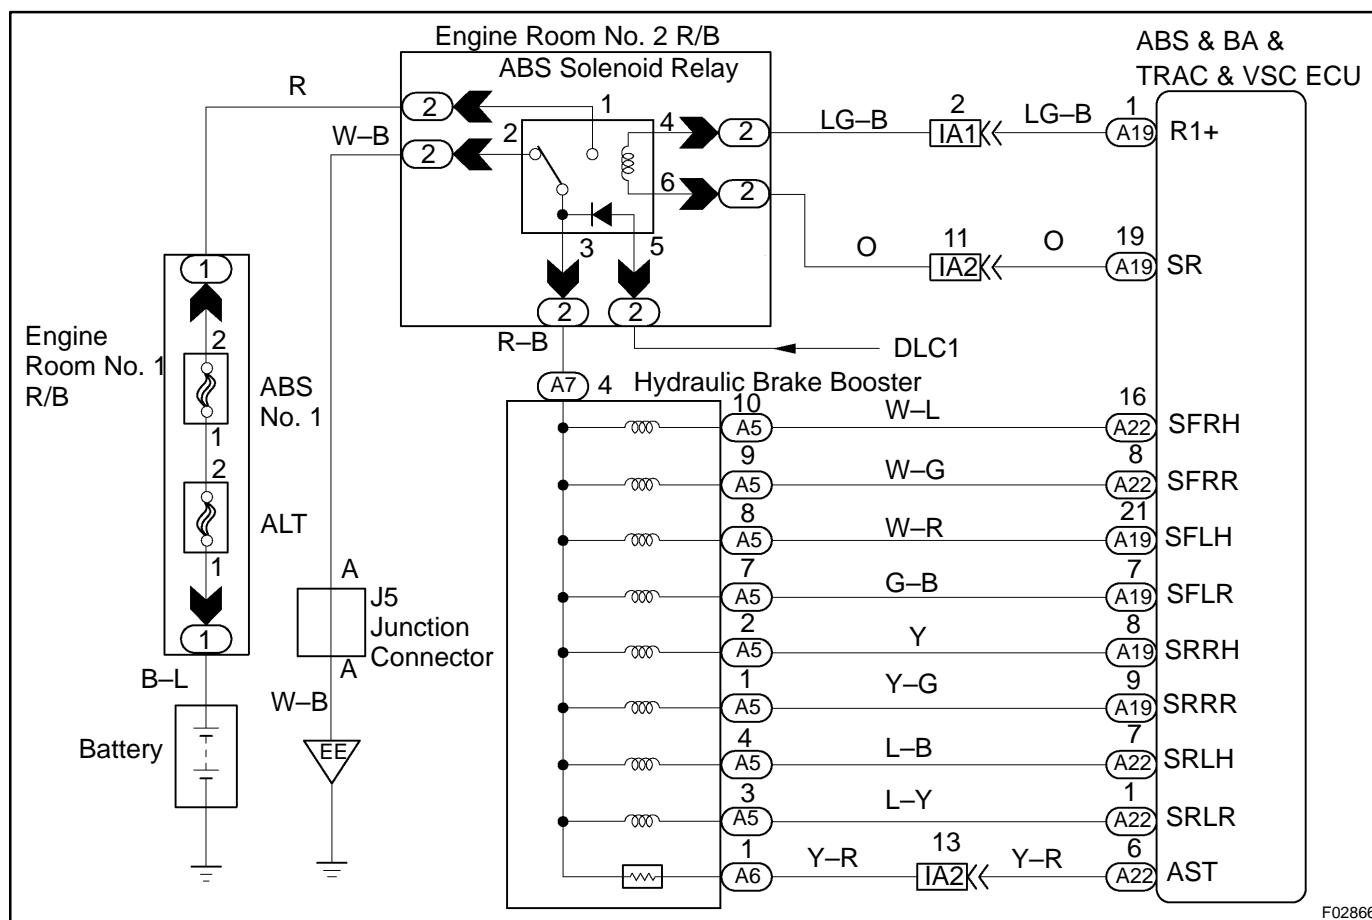 Engine Room No. 2 R/B
ABS & BA &
TRAC & VSC ECU
ABS Solenoid Relay
R
2
1
W–B
2
2
4
2
LG–B
2
IA1
LG–B
1
A19
R1+
6
2
O
11
IA2
O
19
A19
SR
3
5
2
2
R–B
DLC1
1
Engine
Room No. 1
R/B
2
ABS
No. 1
1
2
ALT
1
1
B–L
Battery
A
J5
Junction
Connector
A
W–B
EE
A7
4
Hydraulic Brake Booster
10
A5
W–L
16
A22
SFRH
9
A5
W–G
8
A22
SFRR
8
A5
W–R
21
A19
SFLH
7
A5
G–B
7
A19
SFLR
2
A5
Y
8
A19
SRRH
1
A5
Y–G
9
A19
SRRR
4
A5
L–B
7
A22
SRLH
3
A5
L–Y
1
A22
SRLR
1
A6
Y–R
13
IA2
Y–R
6
A22
AST